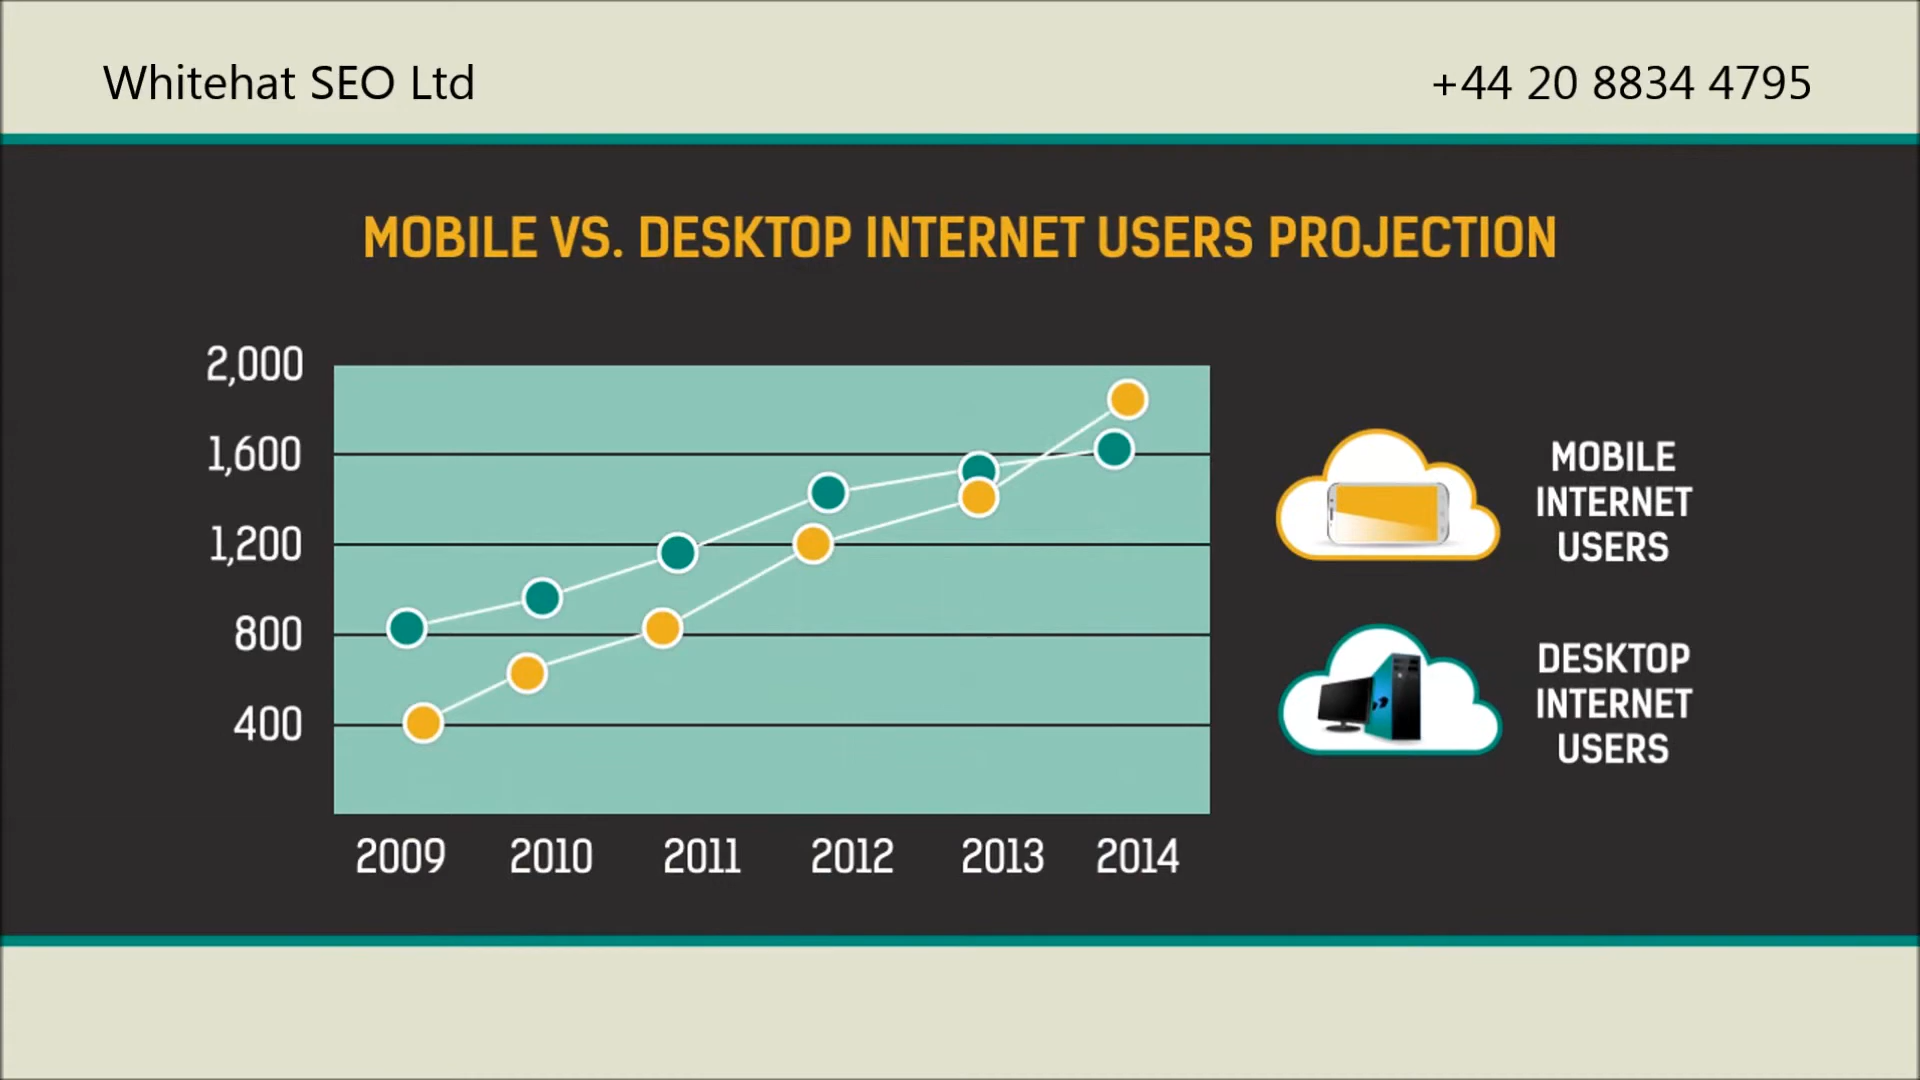 Whitehat SEO Ltd
+44 20 8834 4795
MOBILE VS. DESKTOP INTERNET USERS PROJECTION
2,000
1,600
1,200
800
400
2009 2010 2011 2012 2013 2014
MOBILE
INTERNET
USERS
DESKTOP
INTERNET
USERS